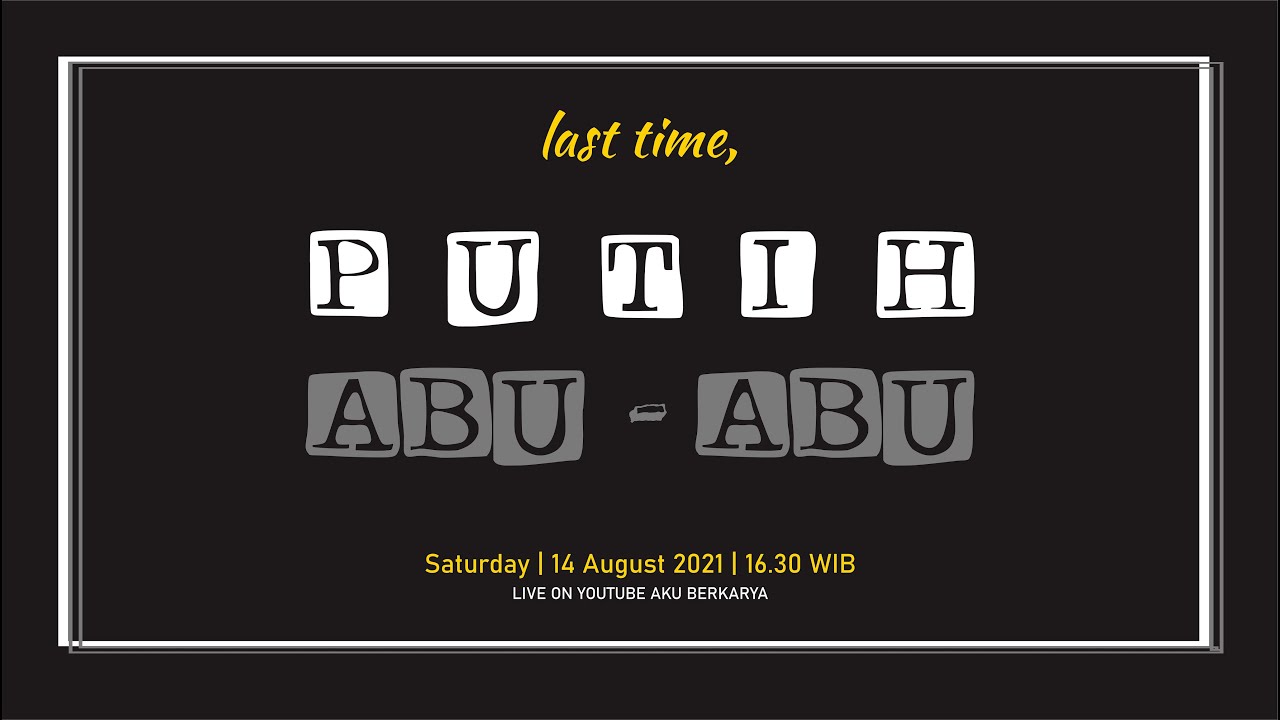 last time,
PUTIH
ABU - ABU
Saturday | 14 August 2021 | 16.30 WIB
LIVE ON YOUTUBE AKU BERKARYA